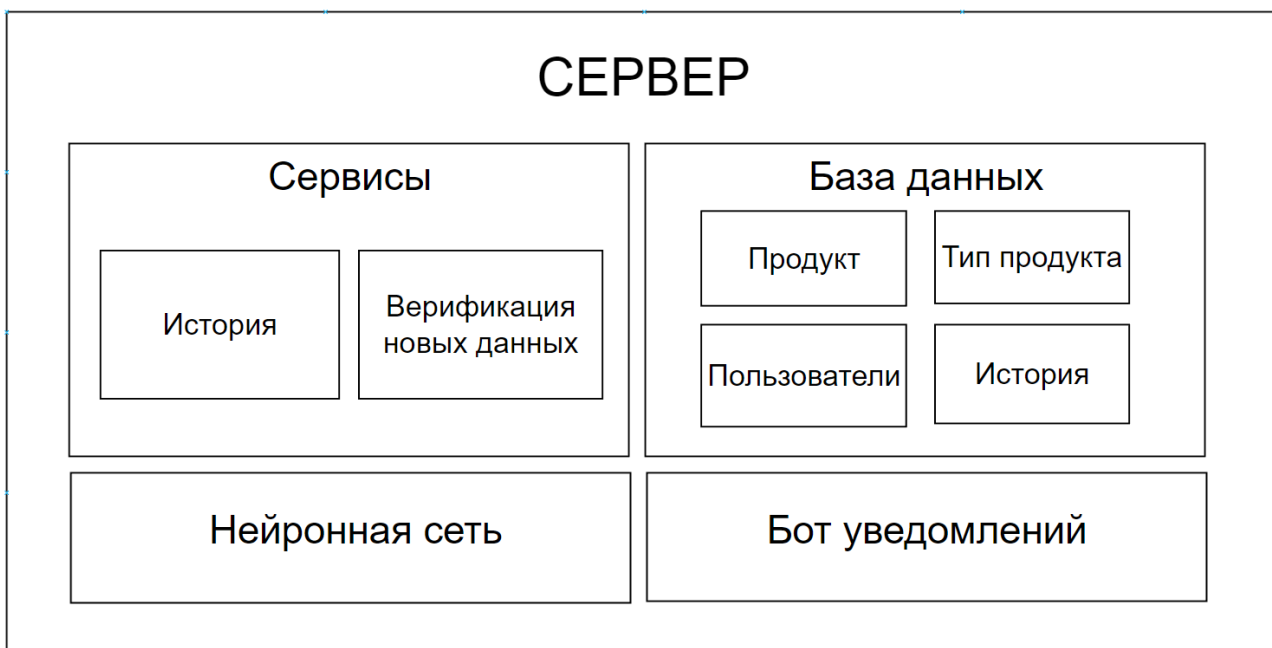 СЕРВЕР
Сервисы
История
Верификация
новых данных
База данных
Продукт
Тип продукта
Пользователи
История
Нейронная сеть
Бот уведомлений